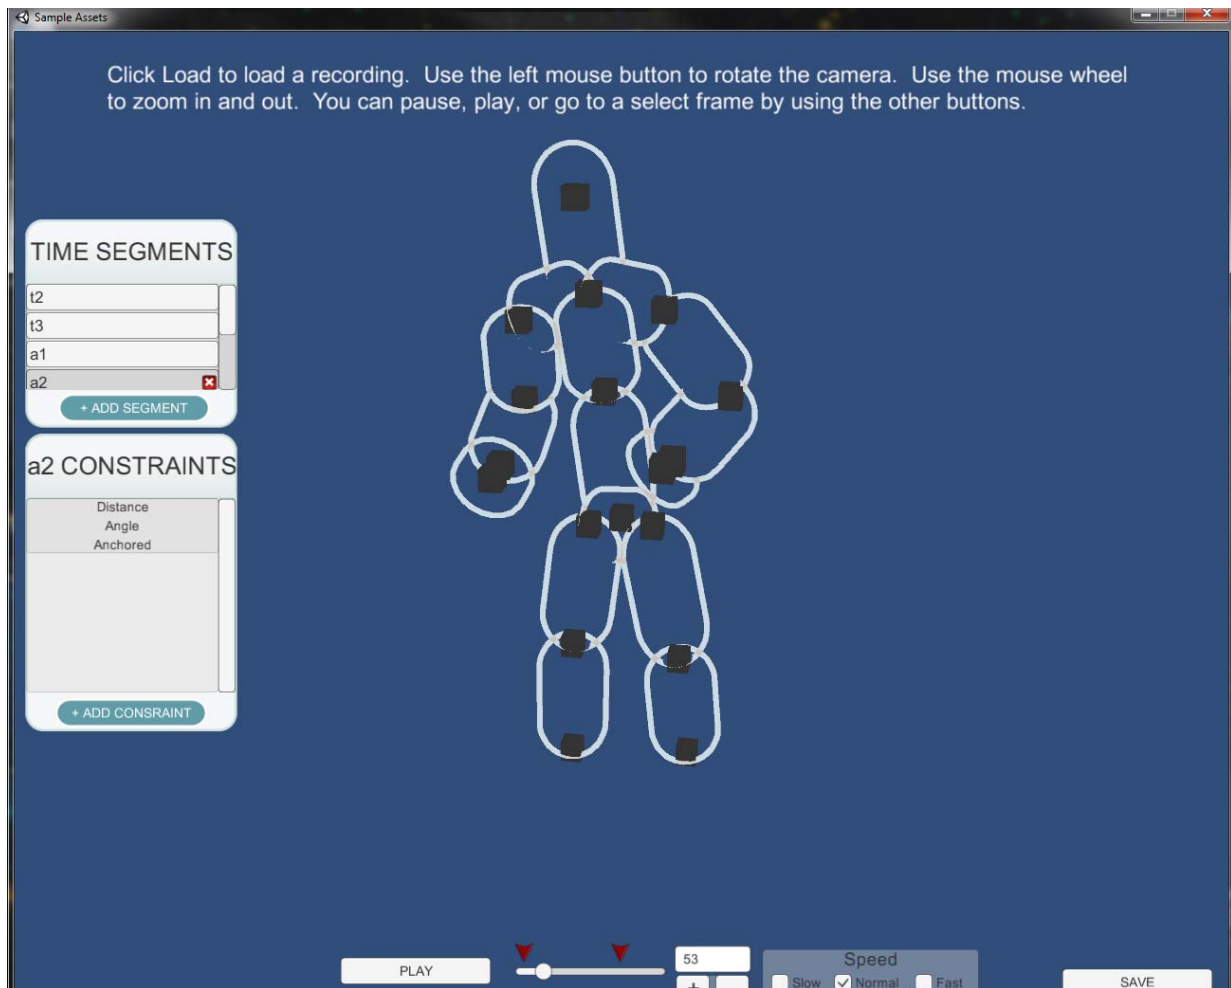 Sample Assets
Click Load to load a recording.  Use the left mouse button to rotate the camera.  Use the mouse wheel
to zoom in and out.  You can pause, play, or go to a select frame by using the other buttons.
TIME SEGMENTS
t2
t3
a1
a2
+ ADD SEGMENT
a2 CONSTRAINTS
Distance
Angle
Anchored
+ ADD CONSRAINT
PLAY
53
+ -
Speed
Slow Normal Fast
SAVE